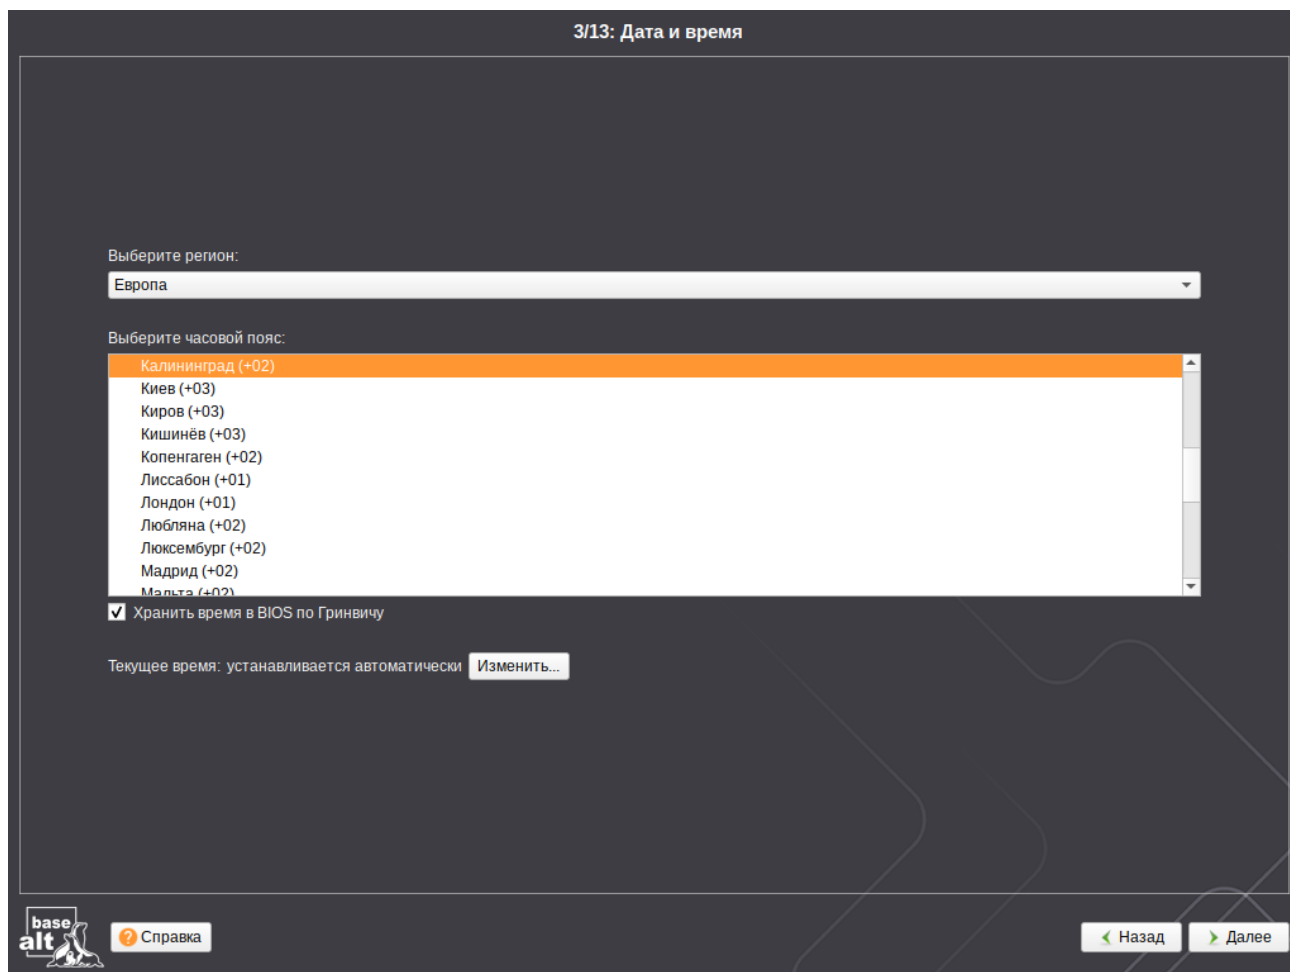 3/13: Дата и время
Выберите регион:
Европа
Выберите часовой пояс:
Калининград (+02)
Киев (+03)
Киров (+03)
Кишинёв (+03)
Копенгаген (+02)
Лиссабон (+01)
Лондон (+01)
Любляна (+02)
Люксембург (+02)
Мадрид (+02)
Мальта (+02)
Хранить время в BIOS по Гринвичу
Текущее время: устанавливается автоматически Изменить...
base
alt
Справка Назад Далее